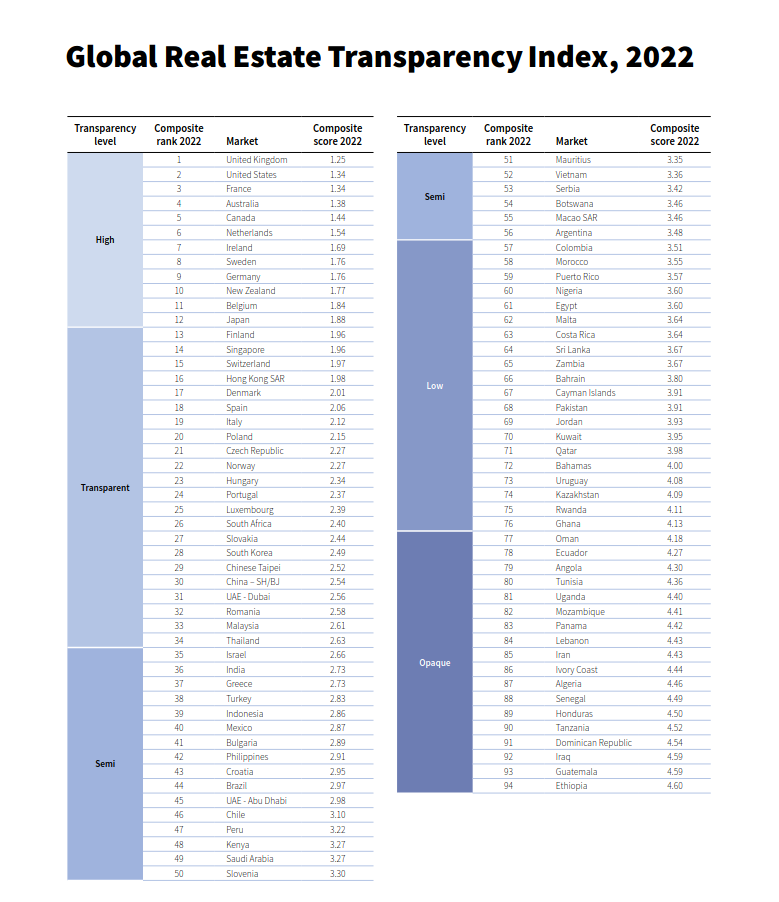 Global Real Estate Transparency Index, 2022
Transparency level Composite rank 2022 Market Composite score 2022
High
1 United Kingdom 1.25
2 United States 1.34
3 France 1.34
4 Australia 1.38
5 Canada 1.44
6 Netherlands 1.54
7 Ireland 1.69
8 Sweden 1.76
9 Germany 1.76
10 New Zealand 1.77
11 Belgium 1.84
12 Japan 1.88
Transparent
13 Finland 1.96
14 Singapore 1.96
15 Switzerland 1.97
16 Hong Kong SAR 1.98
17 Denmark 2.01
18 Spain 2.06
19 Italy 2.12
20 Poland 2.15
21 Czech Republic 2.27
22 Norway 2.27
23 Hungary 2.34
24 Portugal 2.37
25 Luxembourg 2.39
26 South Africa 2.40
27 Slovakia 2.44
28 South Korea 2.49
29 Chinese Taipei 2.52
30 China – SH/BJ 2.54
31 UAE - Dubai 2.56
32 Romania 2.58
33 Malaysia 2.61
34 Thailand 2.63
Semi
35 Israel 2.66
36 India 2.73
37 Greece 2.73
38 Turkey 2.83
39 Indonesia 2.86
40 Mexico 2.87
41 Bulgaria 2.89
42 Philippines 2.91
43 Croatia 2.95
44 Brazil 2.97
45 UAE - Abu Dhabi 2.98
46 Chile 3.10
47 Peru 3.22
48 Kenya 3.27
49 Saudi Arabia 3.27
50 Slovenia 3.30
Transparency level Composite rank 2022 Market Composite score 2022
Semi
51 Mauritius 3.35
52 Vietnam 3.36
53 Serbia 3.42
54 Botswana 3.46
55 Macao SAR 3.46
56 Argentina 3.48
Low
57 Colombia 3.51
58 Morocco 3.55
59 Puerto Rico 3.57
60 Nigeria 3.60
61 Egypt 3.60
62 Malta 3.64
63 Costa Rica 3.64
64 Sri Lanka 3.67
65 Zambia 3.67
66 Bahrain 3.80
67 Cayman Islands 3.91
68 Pakistan 3.91
69 Jordan 3.93
70 Kuwait 3.95
71 Qatar 3.98
72 Bahamas 4.00
73 Uruguay 4.08
74 Kazakhstan 4.09
75 Rwanda 4.11
76 Ghana 4.13
Opaque
77 Oman 4.18
78 Ecuador 4.27
79 Angola 4.30
80 Tunisia 4.36
81 Uganda 4.40
82 Mozambique 4.41
83 Panama 4.42
84 Lebanon 4.43
85 Iran 4.43
86 Ivory Coast 4.44
87 Algeria 4.46
88 Senegal 4.49
89 Honduras 4.50
90 Tanzania 4.52
91 Dominican Republic 4.54
92 Iraq 4.59
93 Guatemala 4.59
94 Ethiopia 4.60